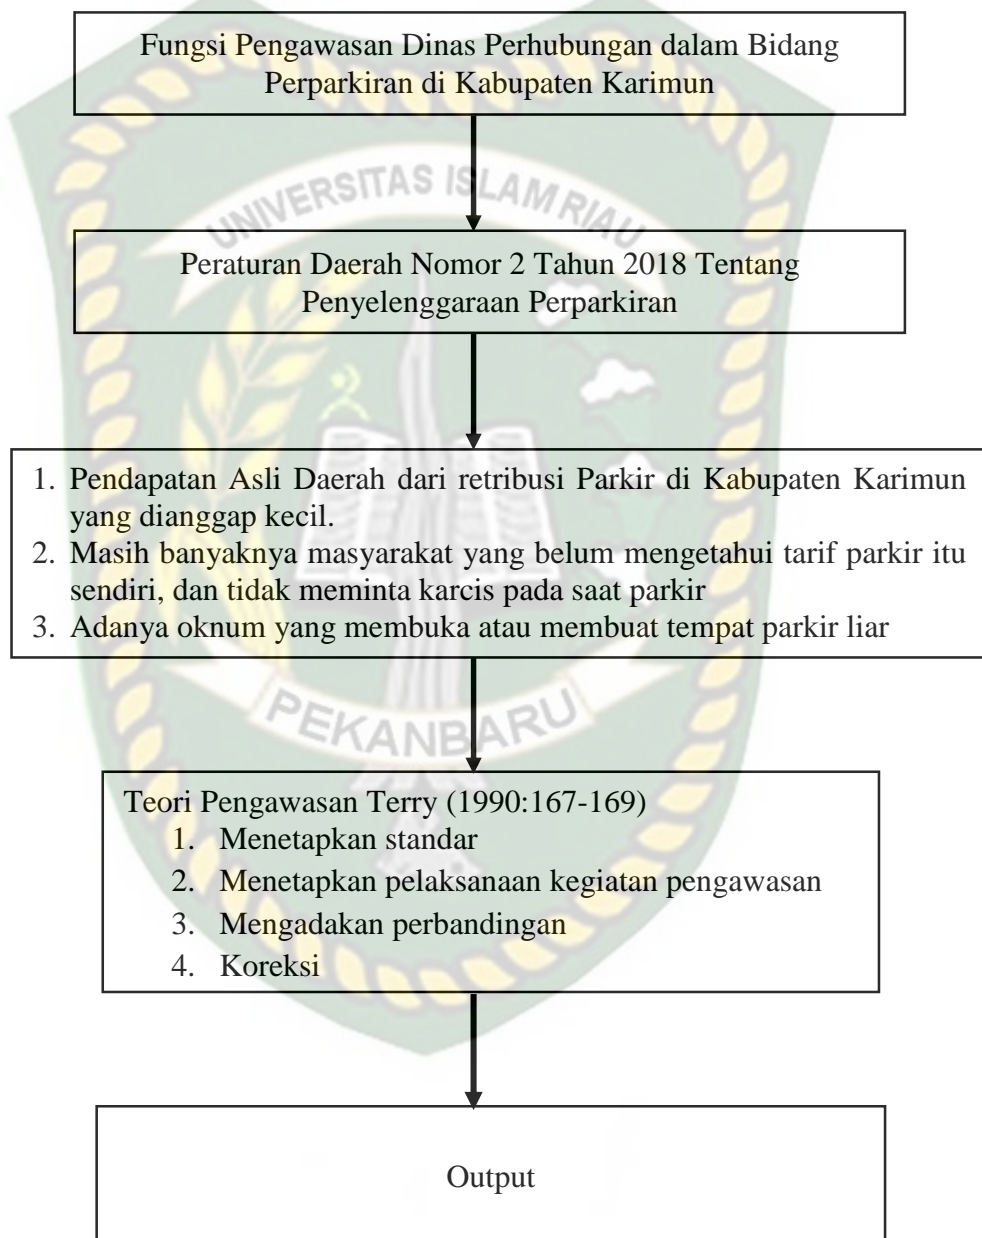 Fungsi Pengawasan Dinas Perhubungan dalam Bidang
Perparkiran di Kabupaten Karimun
UNIVERSITAS ISLAM RIAU
Peraturan Daerah Nomor 2 Tahun 2018 Tentang
Penyelenggaraan Perparkiran
1. Pendapatan Asli Daerah dari retribusi Parkir di Kabupaten Karimun
yang dianggap kecil.
2. Masih banyaknya masyarakat yang belum mengetahui tarif parkir itu
sendiri, dan tidak meminta karcis pada saat parkir
3. Adanya oknum yang membuka atau membuat tempat parkir liar
PEKANBARU
Teori Pengawasan Terry (1990:167-169)
1. Menetapkan standar
2. Menetapkan pelaksanaan kegiatan pengawasan
3. Mengadakan perbandingan
4. Koreksi
Output